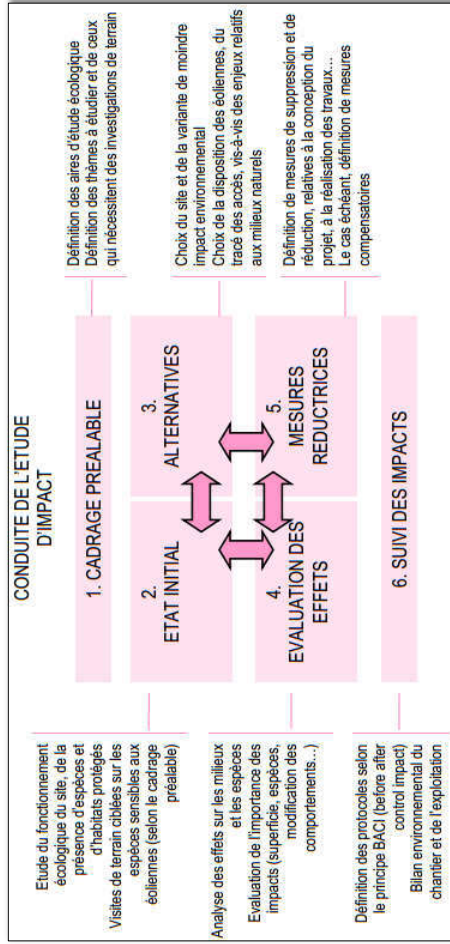 CONDUITE DE L'ETUDE
D'IMPACT
1. CADRAGE PREALABLE
Définition des aires d'étude écologique
Définition des thèmes à étudier et de ceux
qui nécessitent des investigations de terrain
Etude du fonctionnement
écologique du site, de la
présence d'espèces et
d'habitats protégés
Visites de terrain ciblées sur les
espèces sensibles aux
éoliennes (selon le cadrage
préalable)
2.
ETAT INITIAL
3.
ALTERNATIVES
Choix du site et de la variante de moindre
impact environnemental
Choix de la disposition des éoliennes, du
tracé des accès, vis-à-vis des enjeux relatifs
aux milieux naturels
Analyse des effets sur les milieux
et les espèces
Evaluation de l'importance des
impacts (superficie, espèces,
modification des
comportements...)
4.
EVALUATION DES
EFFETS
5.
MESURES
REDUCTRICES
Définition de mesures de suppression et de
réduction, relatives à la conception du
projet, à la réalisation des travaux...
Le cas échéant, définition de mesures
compensatoires
Définition des protocoles selon
le principe BACI (before after
control impact)
Bilan environnemental du
chantier et de l'exploitation
6. SUIVI DES IMPACTS